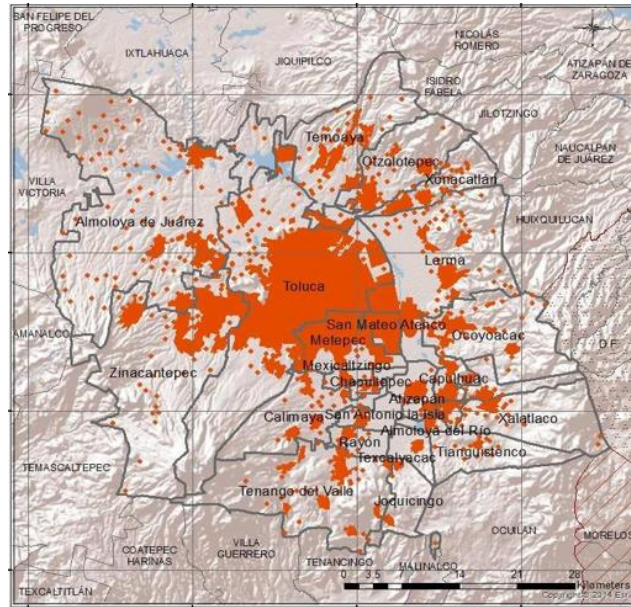 SAN FELIPE DEL
PROGRESO
IXTLAHUACA
JIQUIPILCO
NICOLÁS
ROMERO
ATIZAPÁN DE
ZARAGOZA
ISIDRO
FABELA
JILOTZINGO
NAUCALPAN
DE JUÁREZ
Temoaya
Otzolotepec
Xonacatlán
VILLA
VICTORIA
Almoloya de Juárez
HUIXQUILUCAN
Lerma
Toluca
San Mateo Atenco
AMANALCO
Metepec
Ocoyoacac
D.F.
Zinacantepec
Mexicaltzingo
Chapultepec
Capulhuac
Atizapán
Calimaya
San Antonio la Isla
Xalatlaco
Almoloya del Río
Rayón
Tianguistenco
Texcalyacac
TEMASCALTEPEC
Tenango del Valle
Joquicingo
OCUILAN
MORELOS
COATEPEC
HARINAS
VILLA
GUERRERO
TENANCINGO
MALINALCO
TEXCALTITLÁN
0 3.5 7 14 21 28
Kilometers